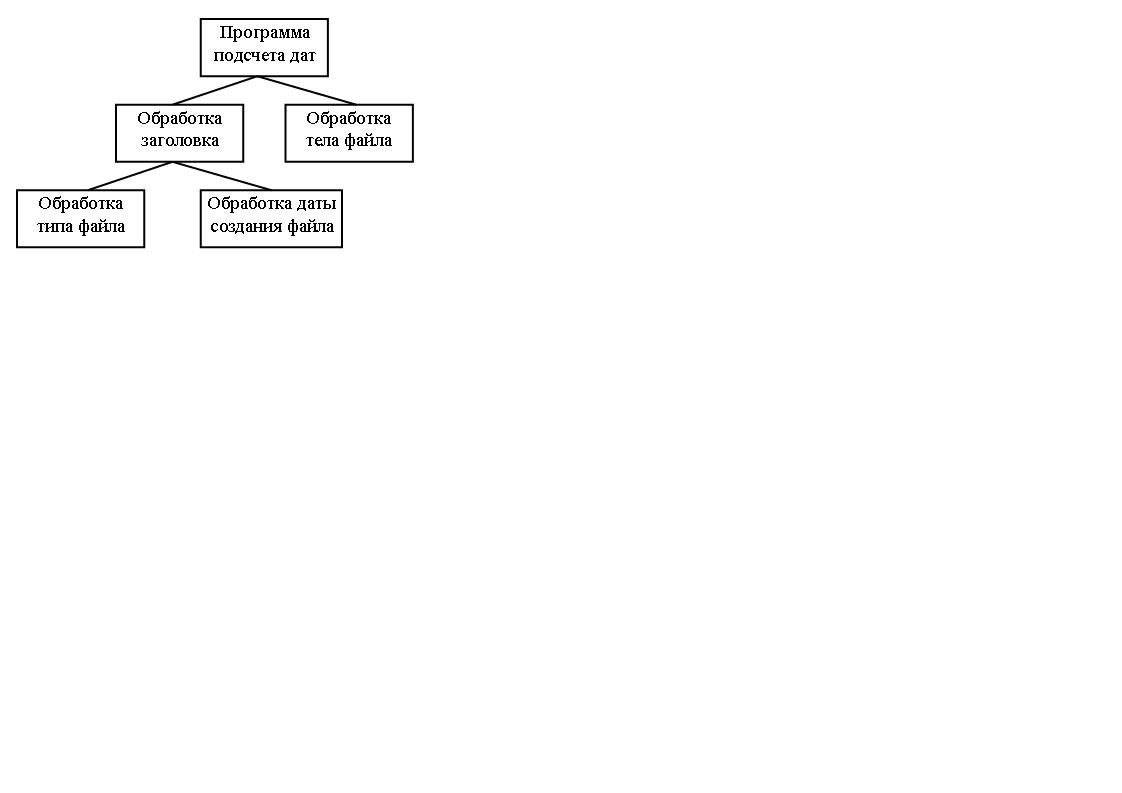 Программа
подсчета дат
Обработка
заголовка
Обработка
тела файла
Обработка
типа файла
Обработка даты
создания файла